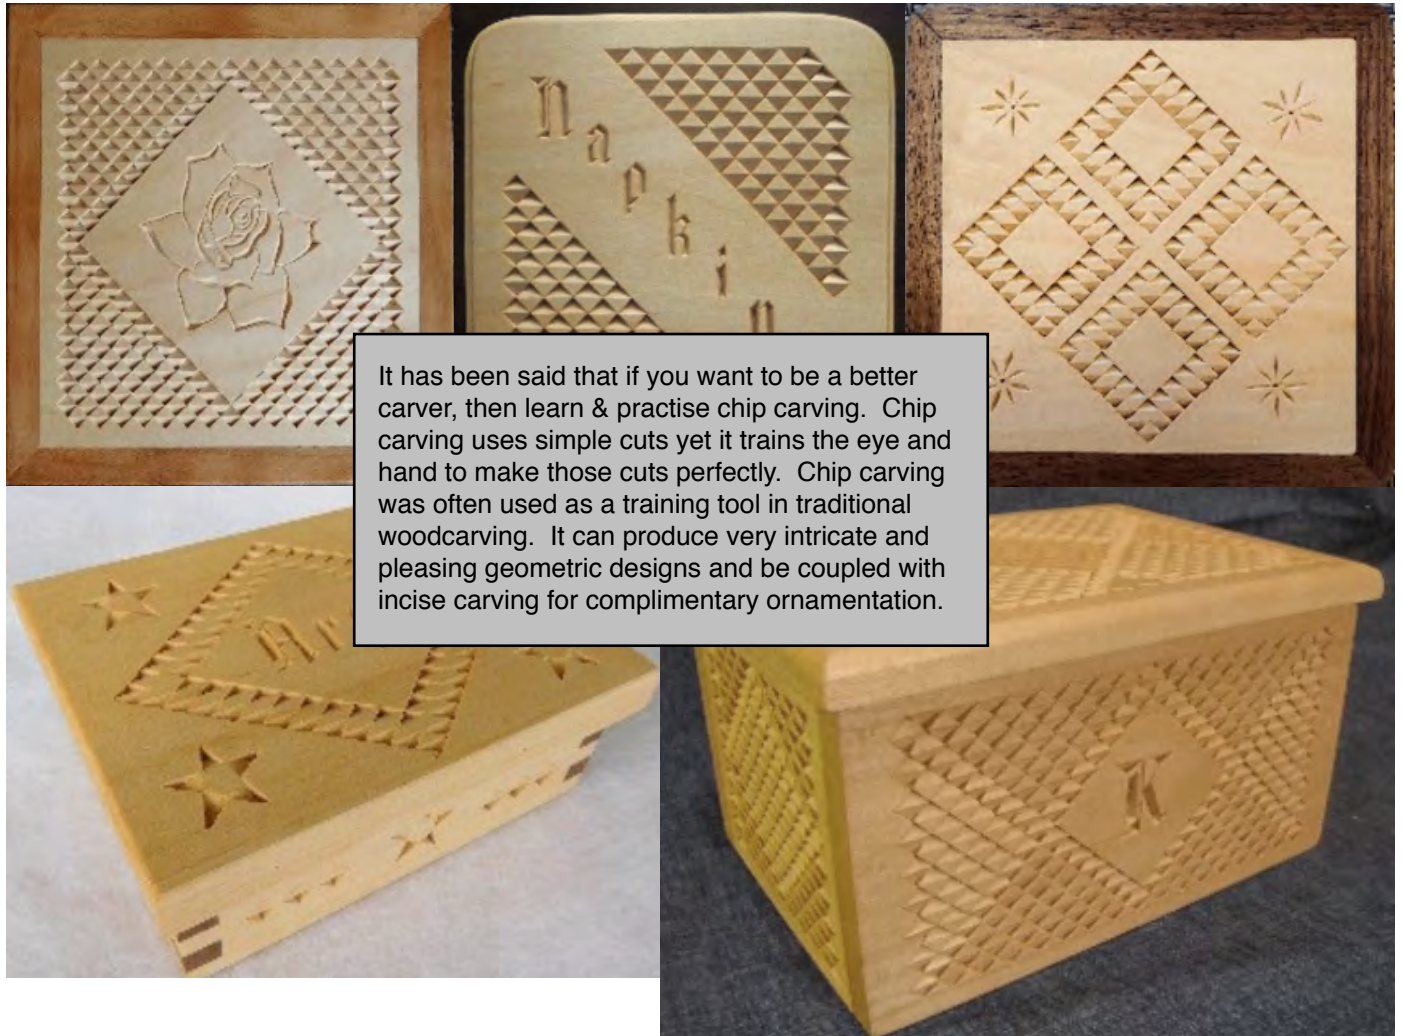 Napkin
It has been said that if you want to be a better
carver, then learn & practise chip carving.  Chip
carving uses simple cuts yet it trains the eye and
hand to make those cuts perfectly.  Chip carving
was often used as a training tool in traditional
woodcarving.  It can produce very intricate and
pleasing geometric designs and be coupled with
incise carving for complimentary ornamentation.
K